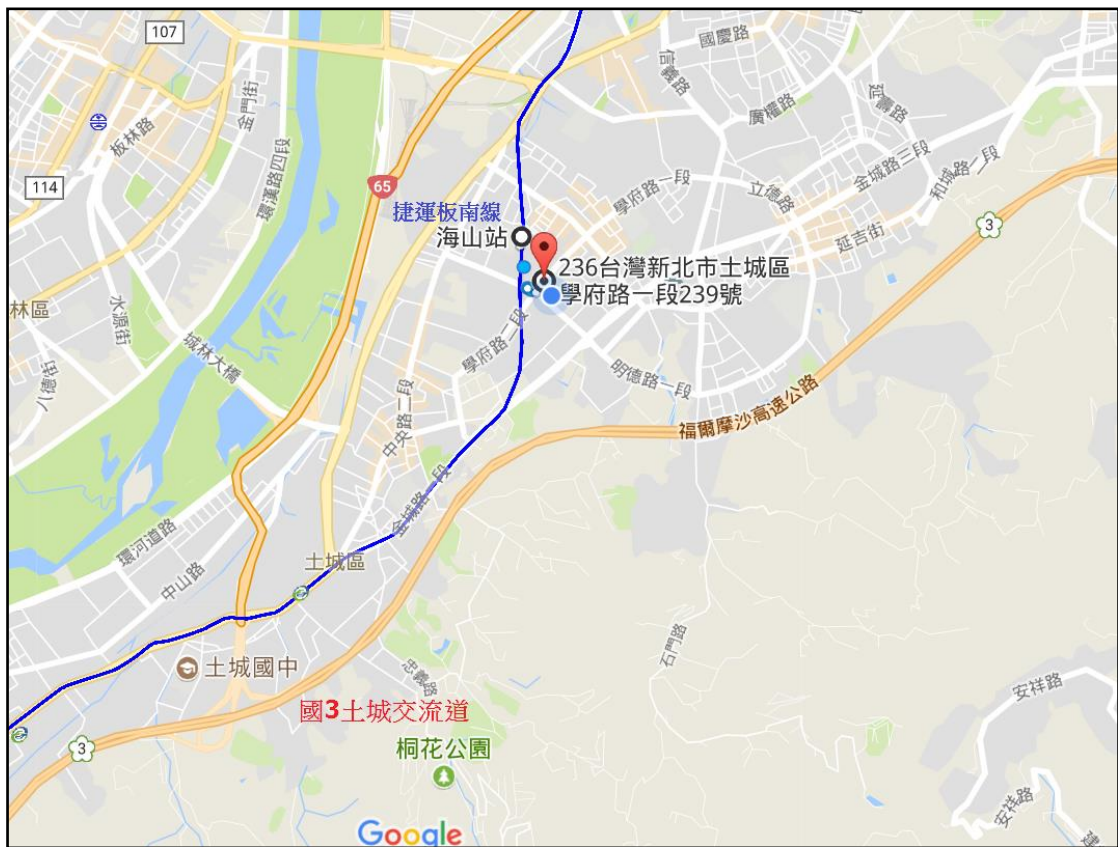 107
國慶路
信義路
延壽路
金門街
廣權路
板林路
和城路一段
金城路三段
環漢路四段
114
65
學府路一段
立德路
捷運板南線
3
延吉街
海山站
236台灣新北市土城區
學府路一段239號
林區
水源街
城林大橋
學府路二段
明德路一段
八德街
福爾摩沙高速公路
中央路二段
金城路一段
環河道路
土城區
中山路
石門路
土城國中
忠義路
安祥路
國3土城交流道
3
桐花公園
安祥路
Google
建